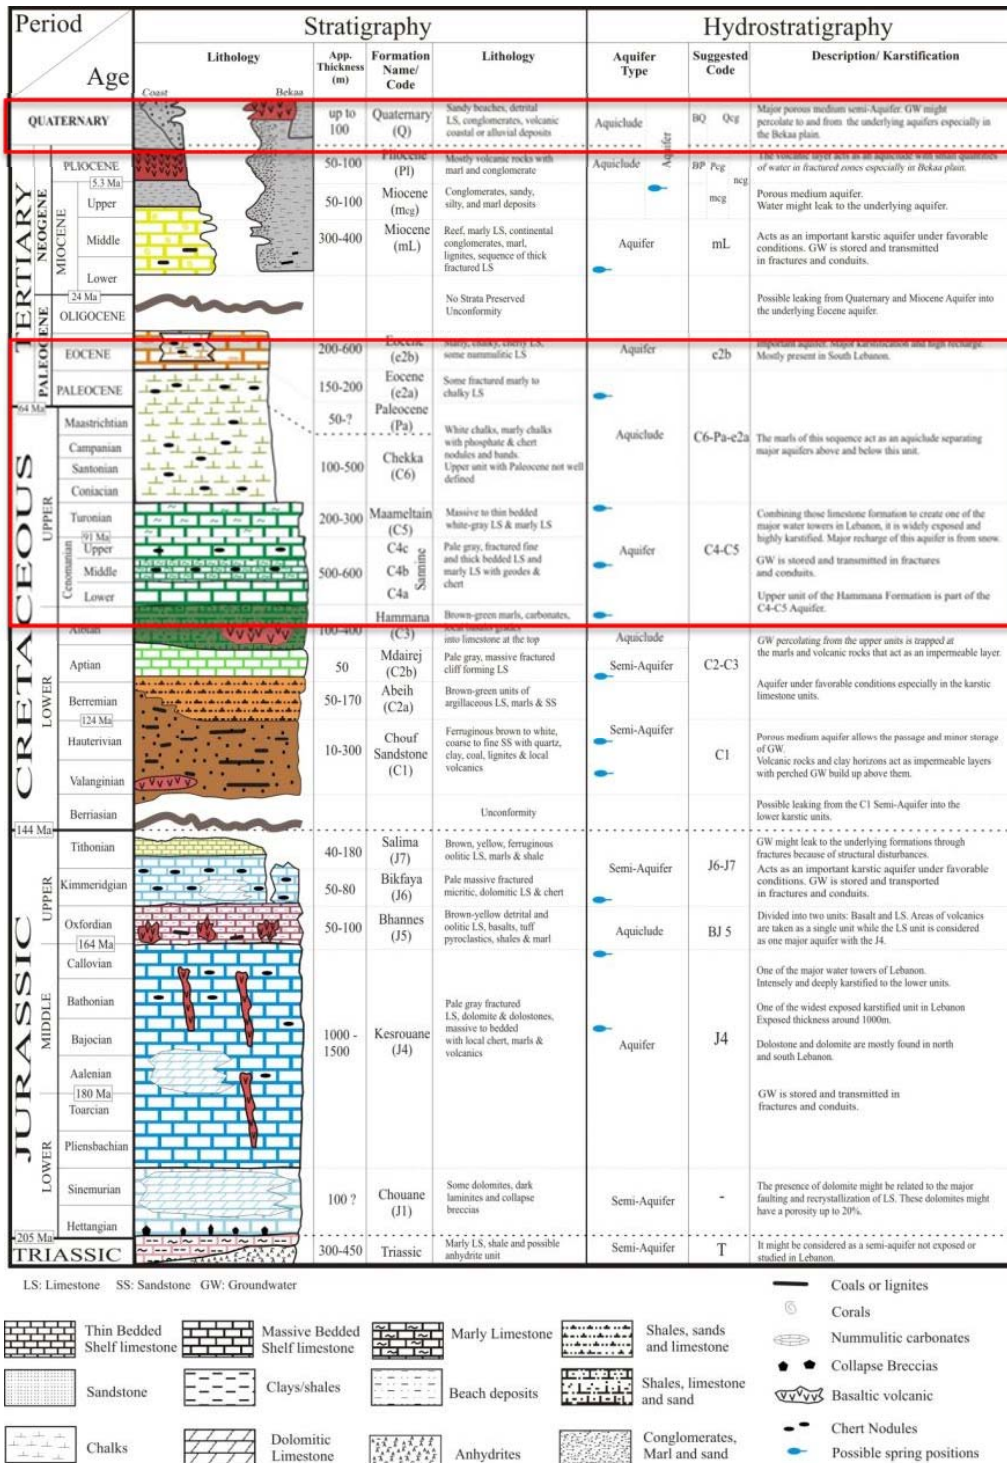 Period
Age
Stratigraphy
Hydrostratigraphy
Lithology
App. Thickness (m)
Formation Name/ Code
Lithology
Aquifer Type
Suggested Code
Description/ Karstification
Coast
Bekaa
QUATERNARY
up to 100
Quaternary (Q)
Sandy beaches, detrital
LS, conglomerates, volcanic
coastal or alluvial deposits
Aquiclude
Aquifer
BQ Qcg
Major porous medium semi-Aquifer. GW might
percolate to and from the underlying aquifers especially in
the Bekaa plain.
TERTIARY
NEOGENE
PLIOCENE
50-100
Pliocene (Pl)
Mostly volcanic rocks with
marl and conglomerate
Aquiclude
BP Pcg
ncg
The volcanic layer acts as an aquiclude with small quantities
of water in fractured zones especially in Bekaa plain.
5.3 Ma
MIOCENE
Upper
50-100
Miocene (mcg)
Conglomerates, sandy,
silty, and marl deposits
mcg
Porous medium aquifer.
Water might leak to the underlying aquifer.
Middle
Lower
300-400
Miocene (mL)
Reef, marly LS, continental
conglomerates, marl,
lignites, sequence of thick
fractured LS
Aquifer
mL
Acts as an important karstic aquifer under favorable
conditions. GW is stored and transmitted
in fractures and conduits.
24 Ma
PALEOCENE
OLIGOCENE
No Strata Preserved
Unconformity
Possible leaking from Quaternary and Miocene Aquifer into
the underlying Eocene aquifer.
EOCENE
200-600
Eocene (e2b)
Marly, chalky, cherty LS,
some nummulitic LS
Aquifer
e2b
Important aquifer. Major karstification and high recharge.
Mostly present in South Lebanon.
PALEOCENE
150-200
Eocene (e2a)
Some fractured marly to
chalky LS
64 Ma
50-?
Paleocene (Pa)
CRETACEOUS
UPPER
Maastrichtian
Campanian
Santonian
Coniacian
100-500
Chekka (C6)
White chalks, marly chalks
with phosphate & chert
nodules and bands.
Upper unit with Paleocene not well
defined
Aquiclude
C6-Pa-e2a
The marls of this sequence act as an aquiclude separating
major aquifers above and below this unit.
Turonian
200-300
Maameltain (C5)
Massive to thin bedded
white-gray LS & marly LS
91 Ma
Cenomanian
Upper
Middle
Lower
500-600
C4c
C4b
C4a
Sannine
Pale gray, fractured fine
and thick bedded LS and
marly LS with geodes &
chert
Aquifer
C4-C5
Combining those limestone formation to create one of the
major water towers in Lebanon, it is widely exposed and
highly karstified. Major recharge of this aquifer is from snow.
GW is stored and transmitted in fractures
and conduits.
Upper unit of the Hammana Formation is part of the
C4-C5 Aquifer.
LOWER
Albian
100-400
Hammana (C3)
Brown-green marls, carbonates,
into limestone at the top
Aquiclude
GW percolating from the upper units is trapped at
the marls and volcanic rocks that act as an impermeable layer.
Aptian
50
Mdairej (C2b)
Pale gray, massive fractured
cliff forming LS
Semi-Aquifer
C2-C3
Aquifer under favorable conditions especially in the karstic
limestone units.
Berremian
50-170
Abeih (C2a)
Brown-green units of
argillaceous LS, marls & SS
Semi-Aquifer
124 Ma
Hauterivian
Valanginian
10-300
Chouf Sandstone (C1)
Ferruginous brown to white,
coarse to fine SS with quartz,
clay, coal, lignites & local
volcanics
C1
Porous medium aquifer allows the passage and minor storage
of GW.
Volcanic rocks and clay horizons act as impermeable layers
with perched GW build up above them.
Berriasian
Unconformity
Possible leaking from the C1 Semi-Aquifer into the
lower karstic units.
144 Ma
JURASSIC
UPPER
Tithonian
40-180
Salima (J7)
Brown, yellow, ferruginous
oolitic LS, marls & shale
Semi-Aquifer
J6-J7
GW might leak to the underlying formations through
fractures because of structural disturbances.
Kimmeridgian
50-80
Bikfaya (J6)
Pale massive fractured
micritic, dolomitic LS & chert
Acts as an important karstic aquifer under favorable
conditions. GW is stored and transported
in fractures and conduits.
Oxfordian
50-100
Bhannes (J5)
Brown-yellow detrital and
oolitic LS, basalts, tuff
pyroclastics, shales & marl
Aquiclude
BJ 5
Divided into two units: Basalt and LS. Areas of volcanics
are taken as a single unit while the LS unit is considered
as one major aquifer with the J4.
164 Ma
MIDDLE
Callovian
Bathonian
Bajocian
Aalenian
180 Ma
LOWER
Toarcian
Pliensbachian
1000 - 1500
Kesrouane (J4)
Pale gray fractured
LS, dolomite & dolostones,
massive to bedded
with local chert, marls &
volcanics
Aquifer
J4
One of the major water towers of Lebanon.
Intensely and deeply karstified to the lower units.
One of the widest exposed karstified unit in Lebanon
Exposed thickness around 1000m.
Dolostone and dolomite are mostly found in north
and south Lebanon.
GW is stored and transmitted in
fractures and conduits.
Sinemurian
Hettangian
100 ?
Chouane (J1)
Some dolomites, dark
laminites and collapse
breccias
Semi-Aquifer
-
The presence of dolomite might be related to the major
faulting and recrystallization of LS. These dolomites might
have a porosity up to 20%.
205 Ma
TRIASSIC
300-450
Triassic
Marly LS, shale and possible
anhydrite unit
Semi-Aquifer
T
It might be considered as a semi-aquifer not exposed or
studied in Lebanon.
LS: Limestone SS: Sandstone GW: Groundwater
Thin Bedded Shelf limestone
Massive Bedded Shelf limestone
Marly Limestone
Shales, sands and limestone
Sandstone
Clays/shales
Beach deposits
Shales, limestone and sand
Chalks
Dolomitic Limestone
Anhydrites
Conglomerates, Marl and sand
Coals or lignites
Corals
Nummulitic carbonates
Collapse Breccias
Basaltic volcanic
Chert Nodules
Possible spring positions